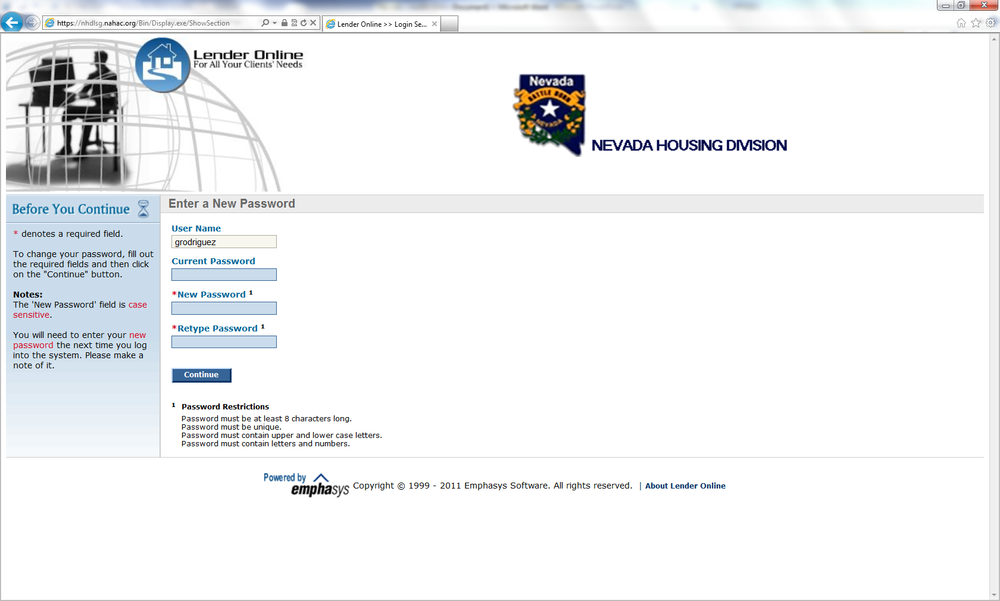 https://nhdlsg.nahac.org/Bin/Display.exe/ShowSection
Lender Online >> Login Se...
Lender Online
For All Your Clients' Needs
Nevada
BATTLE BORN
NEVADA
NEVADA HOUSING DIVISION
Before You Continue
* denotes a required field.
To change your password, fill out
the required fields and then click
on the "Continue" button.
Notes:
The 'New Password' field is case
sensitive.
You will need to enter your new
password the next time you log
into the system. Please make a
note of it.
Enter a New Password
User Name
grodriguez
Current Password
*New Password 1
*Retype Password 1
Continue
1 Password Restrictions
Password must be at least 8 characters long.
Password must be unique.
Password must contain upper and lower case letters.
Password must contain letters and numbers.
Powered by
emphasys
Copyright © 1999 - 2011 Emphasys Software. All rights reserved. | About Lender Online